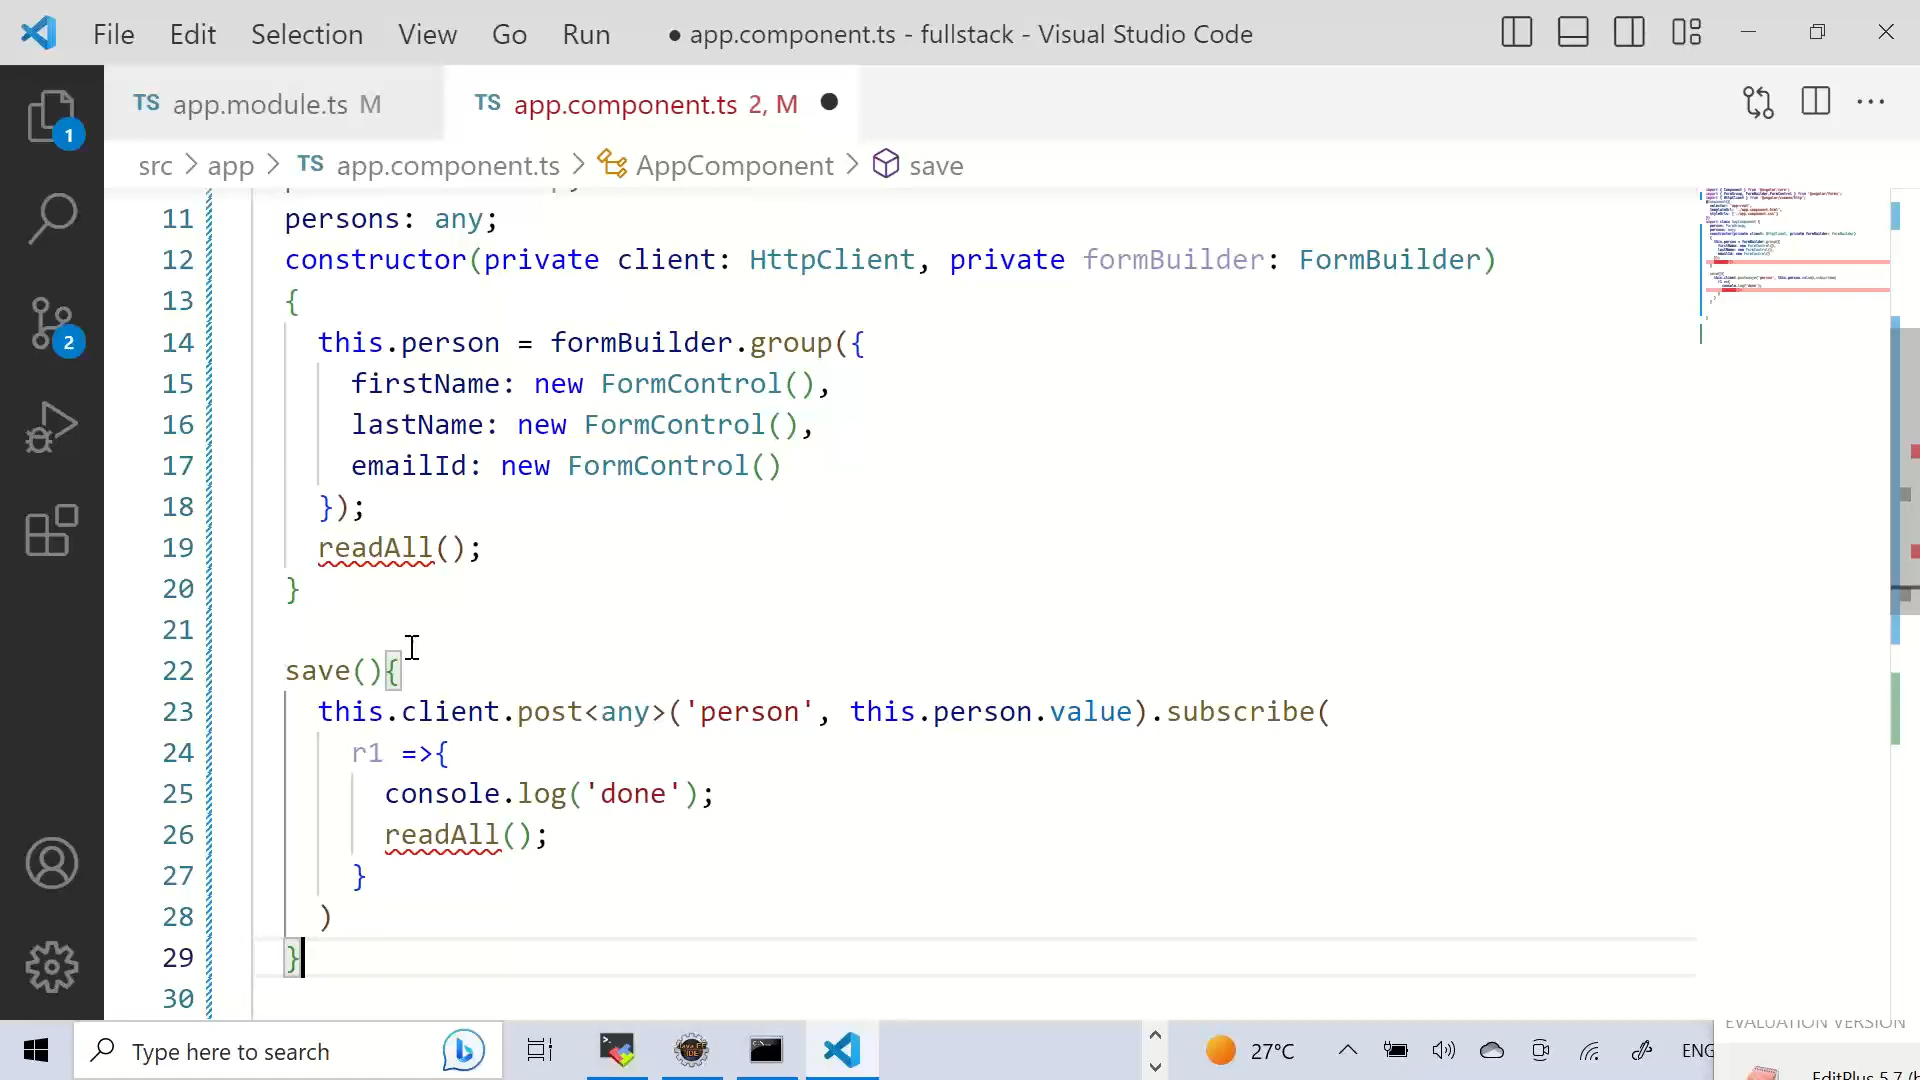 File Edit Selection View Go Run ● app.component.ts - fullstack - Visual Studio Code
TS app.module.ts M TS app.component.ts 2, M ●
src > app > TS app.component.ts > AppComponent > save
11 persons: any;
12 constructor(private client: HttpClient, private formBuilder: FormBuilder)
13 {
14 this.person = formBuilder.group({
15 firstName: new FormControl(),
16 lastName: new FormControl(),
17 emailId: new FormControl()
18 });
19 readAll();
20 }
21
22 save(){
23 this.client.post<any>('person', this.person.value).subscribe(
24 r1 =>{
25 console.log('done');
26 readAll();
27 }
28 )
29 }
30
1
2
Type here to search
27°C
ENG
EVALUATION VERSION